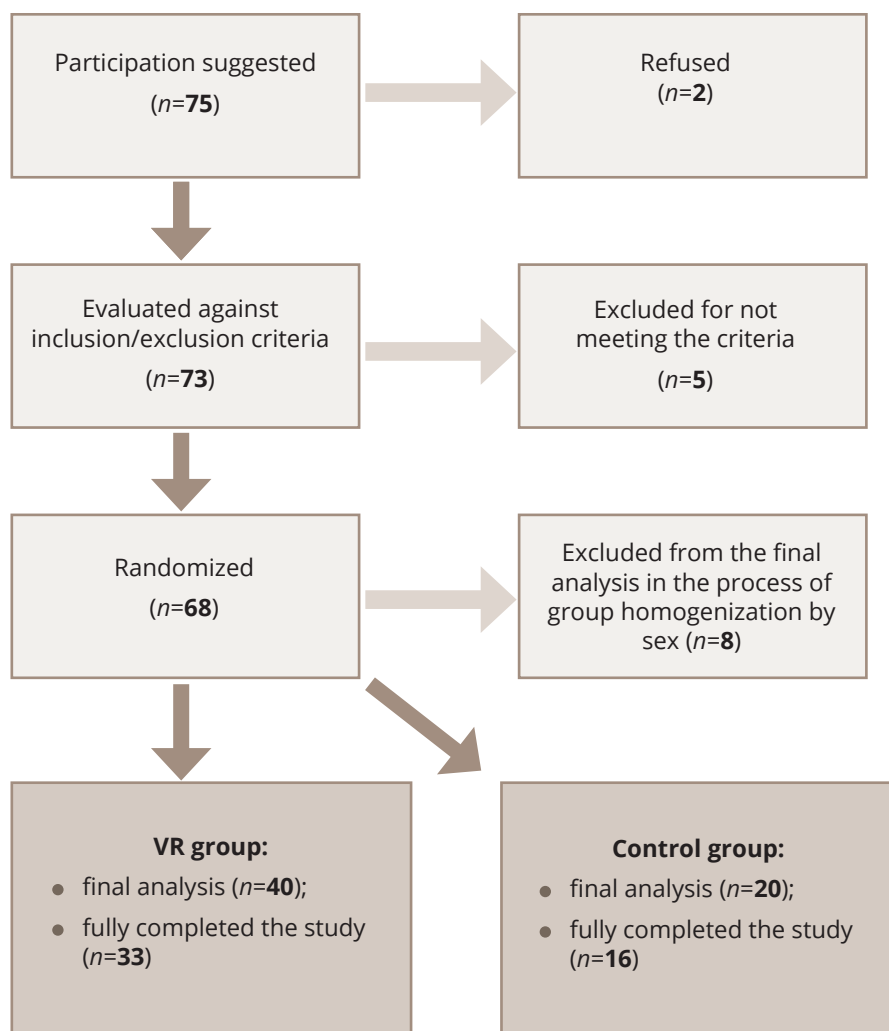 Participation suggested
(n=75)
Refused
(n=2)
Evaluated against
inclusion/exclusion criteria
(n=73)
Excluded for not
meeting the criteria
(n=5)
Randomized
(n=68)
Excluded from the final
analysis in the process of
group homogenization by
sex (n=8)
VR group:
● final analysis (n=40);
● fully completed the study
(n=33)
Control group:
● final analysis (n=20);
● fully completed the study
(n=16)